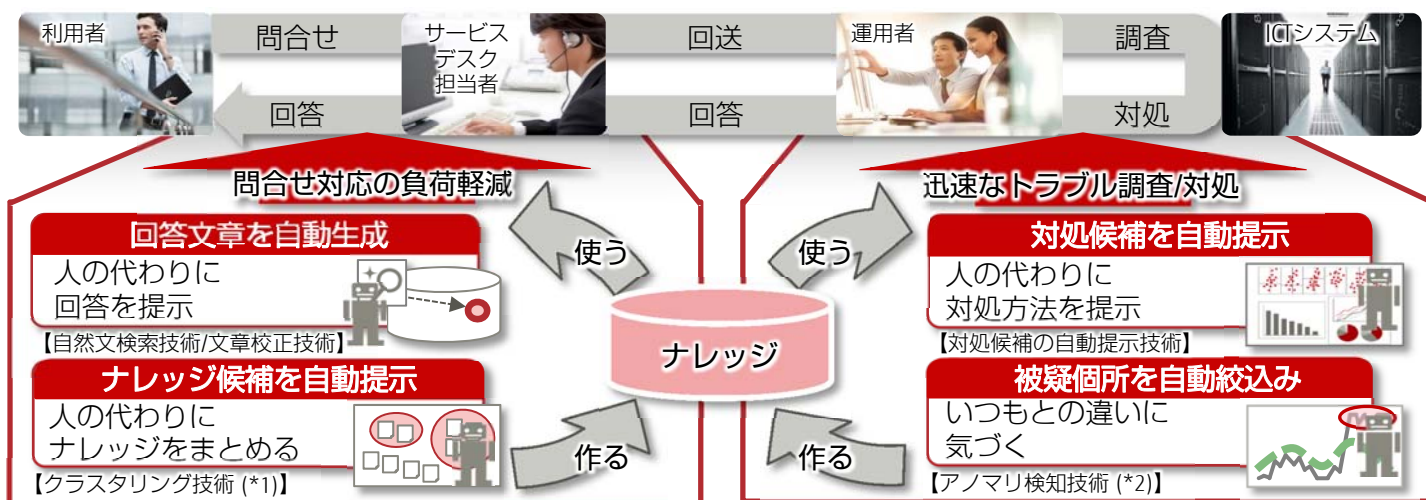 利用者
問合せ
サービス
デスク
担当者
回送
運用者
調査
ICTシステム
回答
回答
対処
問合せ対応の負荷軽減
迅速なトラブル調査/対処
回答文章を自動生成
人の代わりに
回答を提示
【自然文検索技術/文章校正技術】
ナレッジ候補を自動提示
人の代わりに
ナレッジをまとめる
【クラスタリング技術 (*1)】
使う
使う
ナレッジ
作る
作る
対処候補を自動提示
人の代わりに
対処方法を提示
【対処候補の自動提示技術】
被疑個所を自動絞込み
いつもとの違いに
気づく
【アノマリ検知技術 (*2)】